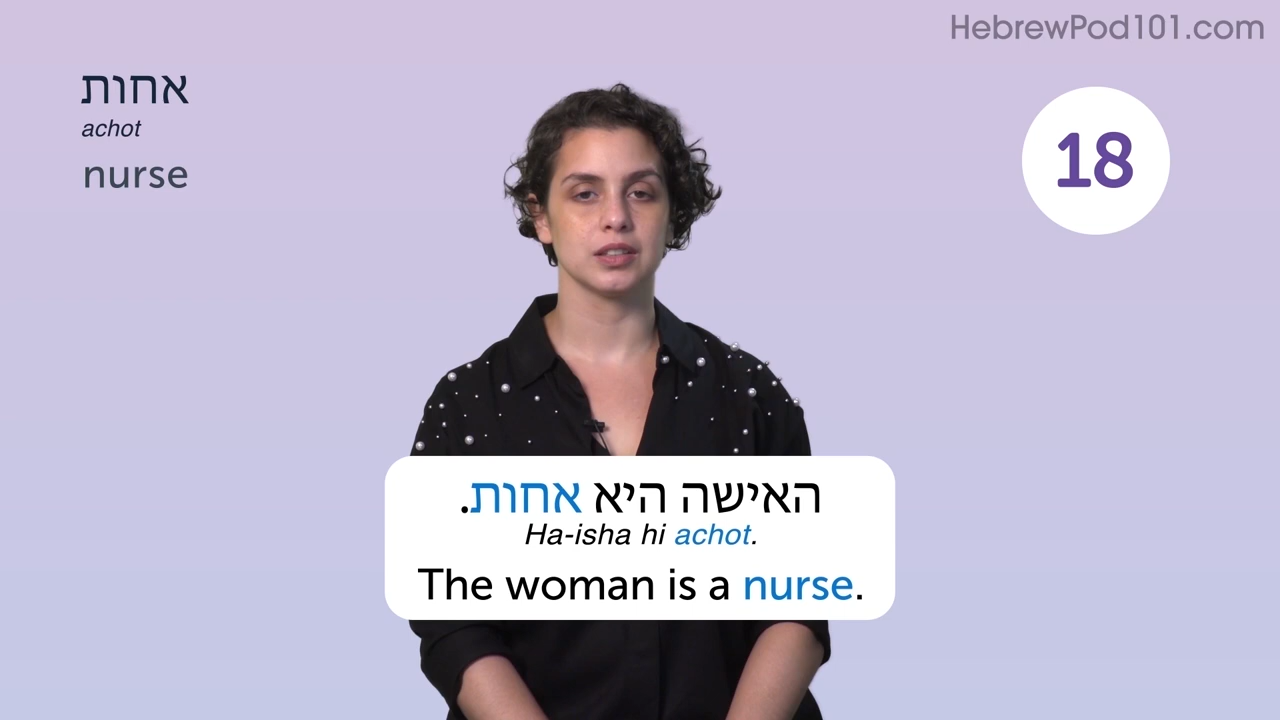 HebrewPod101.com
אחות
achot
nurse
18
האישה היא אחות.
Ha-isha hi achot.
The woman is a nurse.